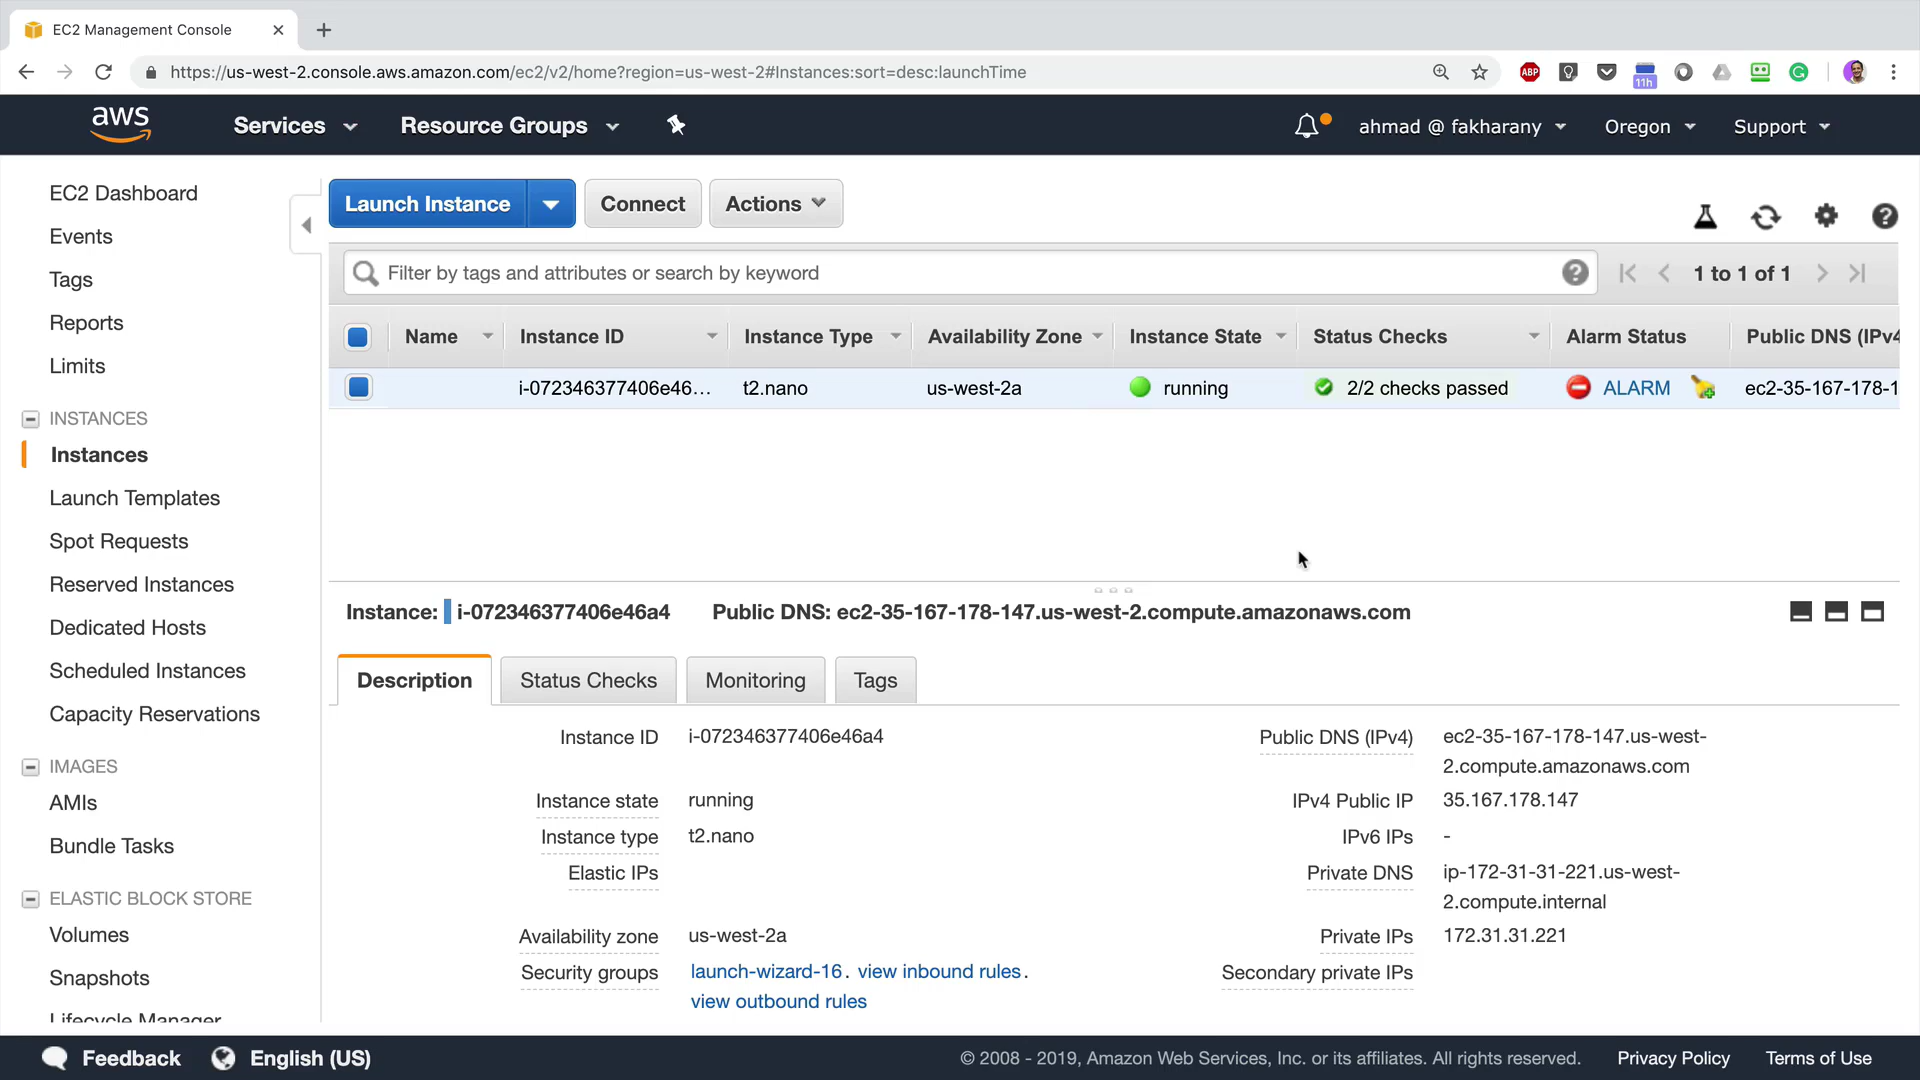 EC2 Management Console
https://us-west-2.console.aws.amazon.com/ec2/v2/home?region=us-west-2#Instances:sort=desc:launchTime
ABP
11h
aws
Services
Resource Groups
ahmad @ fakharany
Oregon
Support
EC2 Dashboard
Events
Tags
Reports
Limits
INSTANCES
Instances
Launch Templates
Spot Requests
Reserved Instances
Dedicated Hosts
Scheduled Instances
Capacity Reservations
IMAGES
AMIs
Bundle Tasks
ELASTIC BLOCK STORE
Volumes
Snapshots
Lifecycle Manager
Launch Instance
Connect
Actions
Filter by tags and attributes or search by keyword
1 to 1 of 1
Name Instance ID Instance Type Availability Zone Instance State Status Checks Alarm Status Public DNS (IPv4
i-072346377406e46... t2.nano us-west-2a running 2/2 checks passed ALARM ec2-35-167-178-1
Instance: i-072346377406e46a4 Public DNS: ec2-35-167-178-147.us-west-2.compute.amazonaws.com
Description
Status Checks
Monitoring
Tags
Instance ID i-072346377406e46a4
Instance state running
Instance type t2.nano
Elastic IPs
Availability zone us-west-2a
Security groups launch-wizard-16. view inbound rules.
view outbound rules
Public DNS (IPv4) ec2-35-167-178-147.us-west-
2.compute.amazonaws.com
IPv4 Public IP 35.167.178.147
IPv6 IPs -
Private DNS ip-172-31-31-221.us-west-
2.compute.internal
Private IPs 172.31.31.221
Secondary private IPs
Feedback
English (US)
© 2008 - 2019, Amazon Web Services, Inc. or its affiliates. All rights reserved.
Privacy Policy
Terms of Use